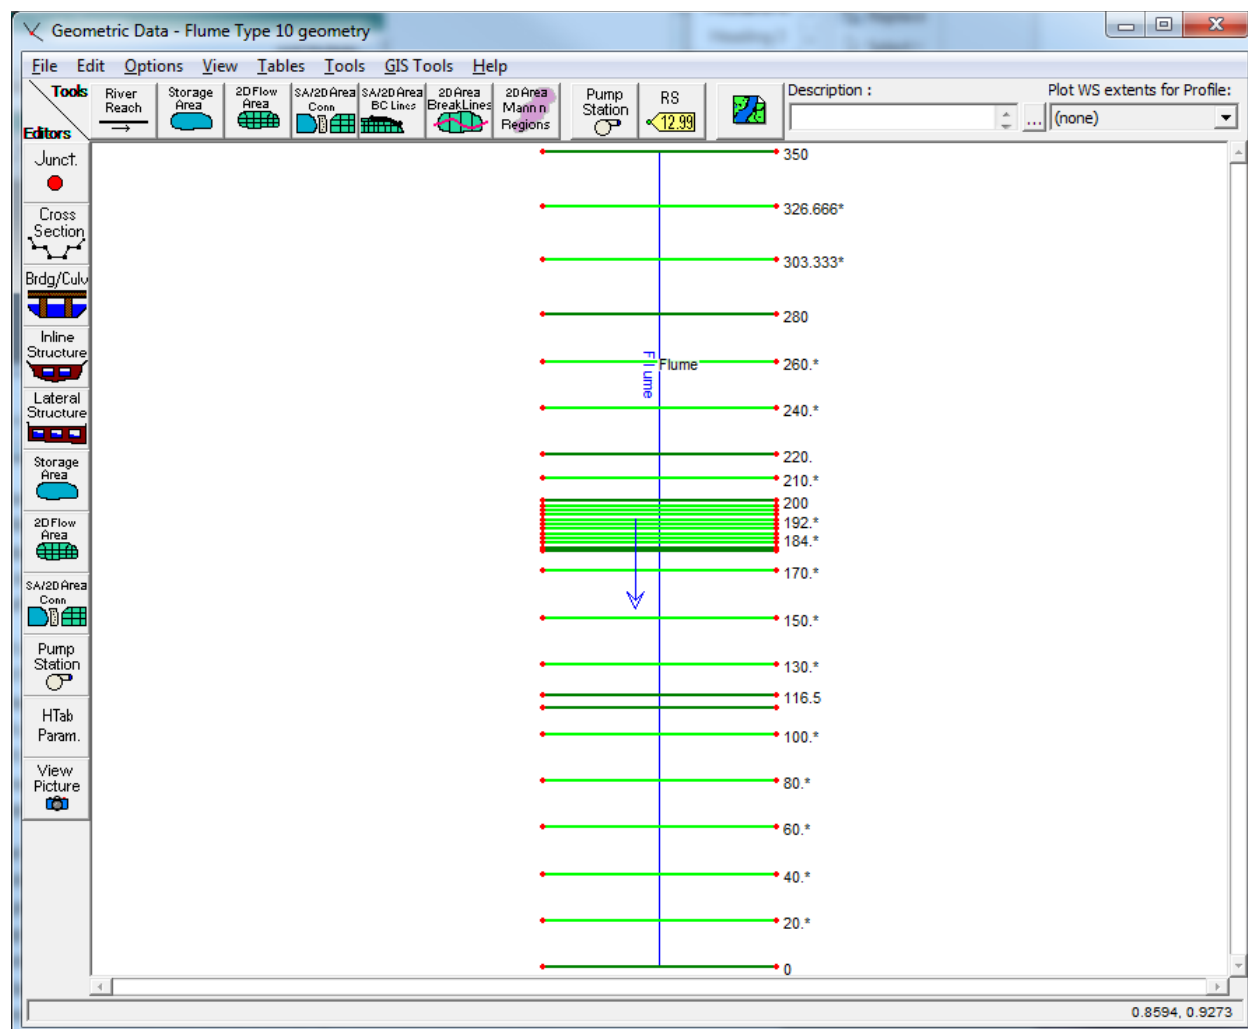 Geometric Data - Flume Type 10 geometry
File Edit Options View Tables Tools GIS Tools Help
Tools
Editors
River
Reach
Storage
Area
2D Flow
Area
SA/2D Area
Conn
SA/2D Area
BC Lines
2D Area
BreakLines
2D Area
Mann n
Regions
Pump
Station
RS
12.99
Description :
...
Plot WS extents for Profile:
(none)
Junct.
Cross
Section
Brdg/Culv
Inline
Structure
Lateral
Structure
Storage
Area
2D Flow
Area
SA/2D Area
Conn
Pump
Station
HTab
Param.
View
Picture
350
326.666*
303.333*
280
260.*
Flume
Flume
240.*
220.
210.*
200
192.*
184.*
170.*
150.*
130.*
116.5
100.*
80.*
60.*
40.*
20.*
0
0.8594, 0.9273